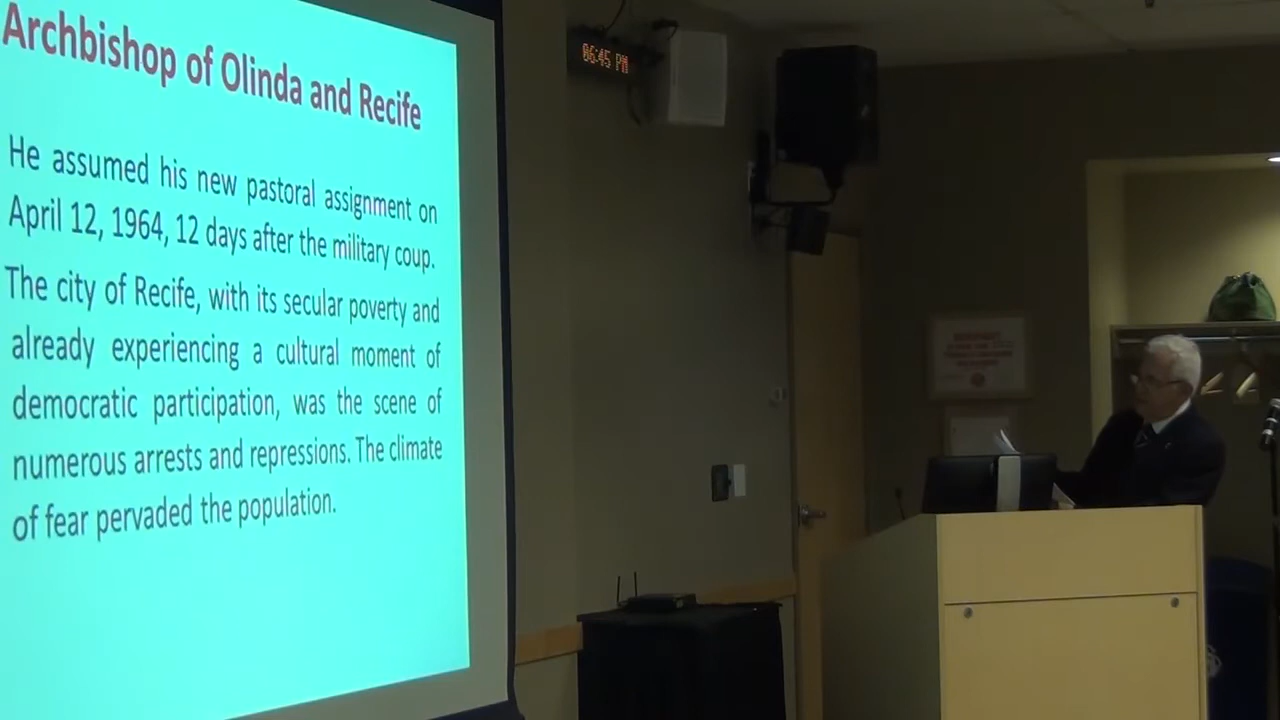 Archbishop of Olinda and Recife
He assumed his new pastoral assignment on
April 12, 1964, 12 days after the military coup.
The city of Recife, with its secular poverty and
already experiencing a cultural moment of
democratic participation, was the scene of
numerous arrests and repressions. The climate
of fear pervaded the population.
06:45 PM